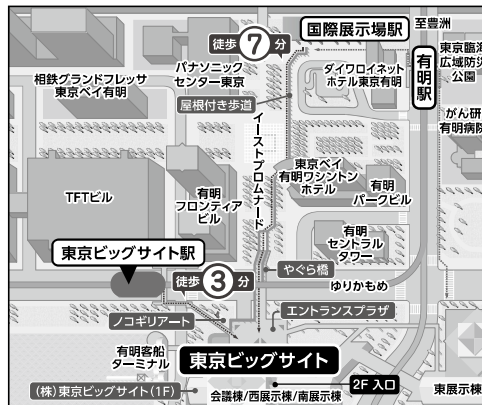 国際展示場駅
至豊洲
徒歩7分
パナソニック
センター東京
ダイワロイネット
ホテル東京有明
有明駅
東京臨海
広域防災
公園
相鉄グランドフレッサ
東京ベイ有明
屋根付き歩道
がん研
有明病院
イーストプロムナード
東京ベイ
有明ワシントン
ホテル
有明
パークビル
TFTビル
有明
フロンティア
ビル
有明
セントラル
タワー
東京ビッグサイト駅
やぐら橋
徒歩3分
ゆりかもめ
ノコギリアート
エントランスプラザ
有明客船
ターミナル
東京ビッグサイト
(株)東京ビッグサイト(1F)
2F 入口
会議棟/西展示棟/南展示棟
東展示棟